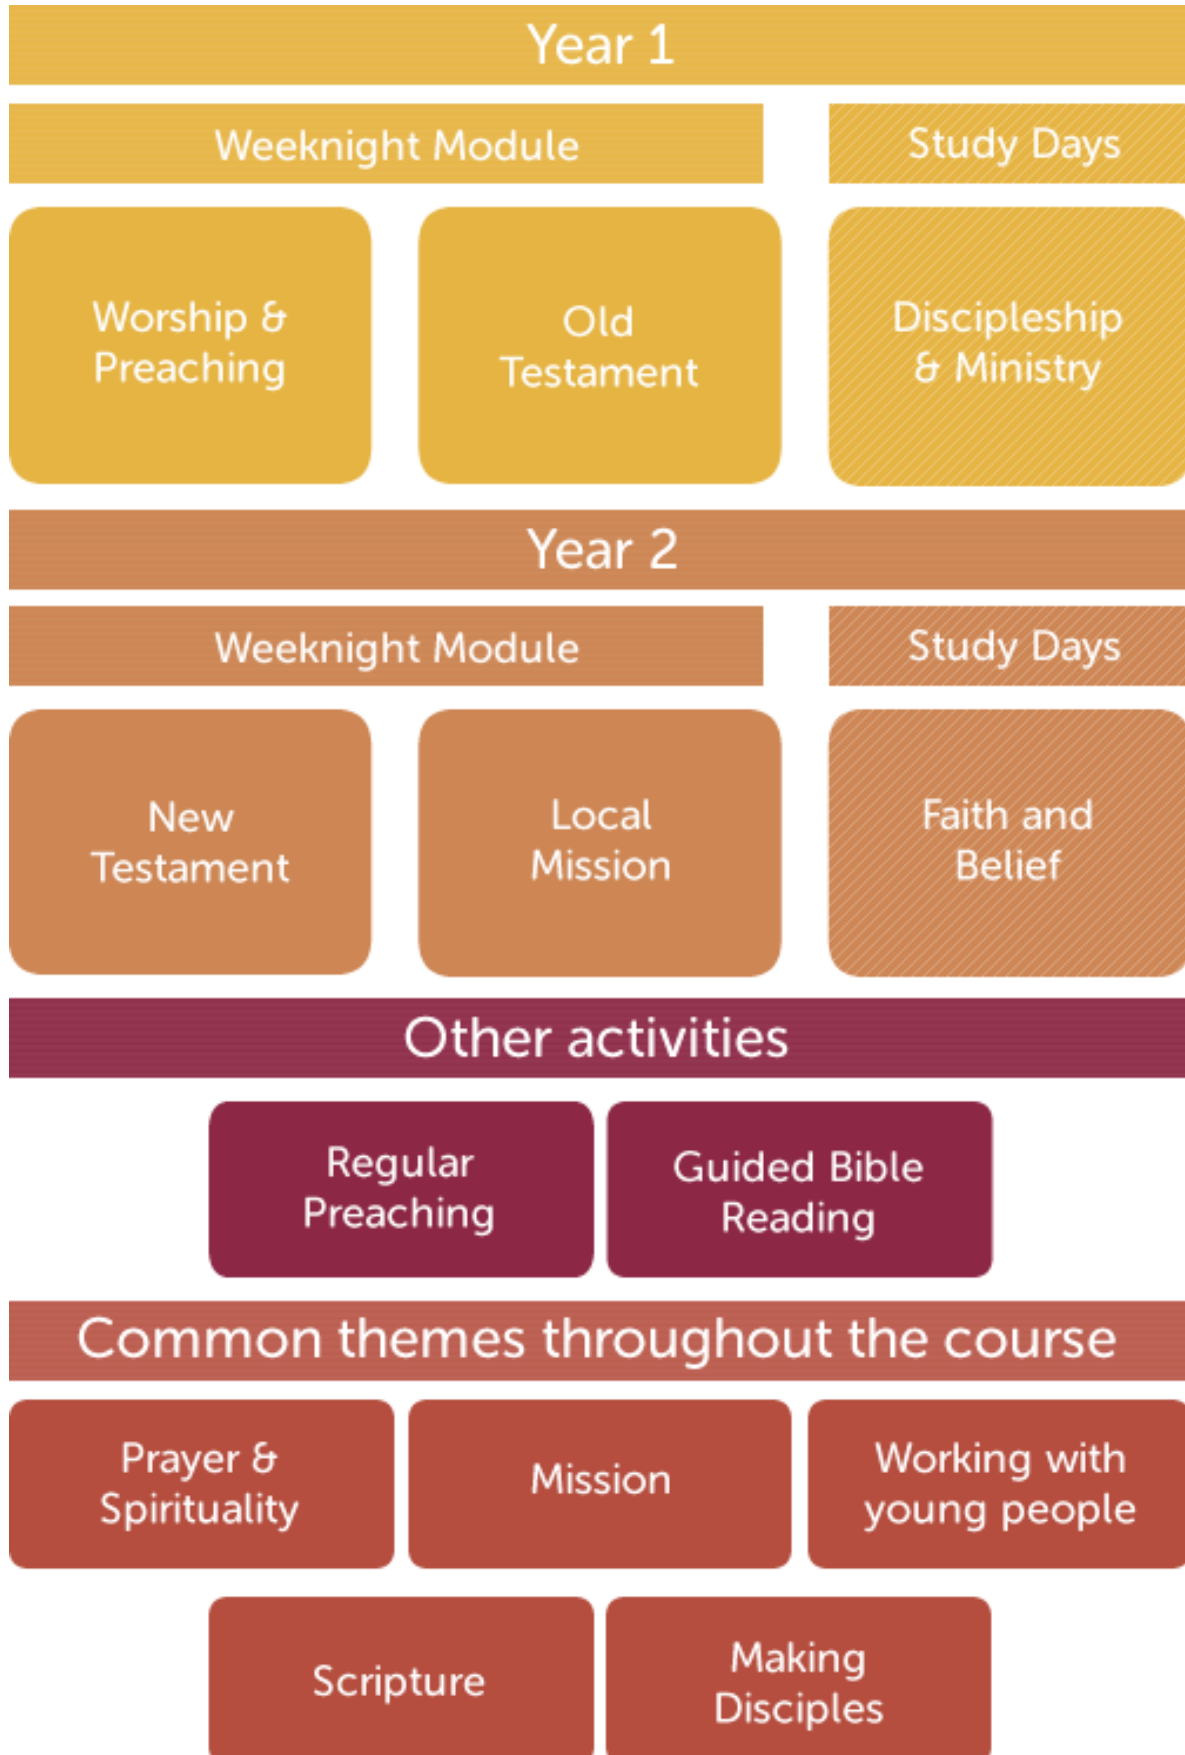 Year 1
Weeknight Module
Study Days
Worship &
Preaching
Old
Testament
Discipleship
& Ministry
Year 2
Weeknight Module
Study Days
New
Testament
Local
Mission
Faith and
Belief
Other activities
Regular
Preaching
Guided Bible
Reading
Common themes throughout the course
Prayer &
Spirituality
Mission
Working with
young people
Scripture
Making
Disciples